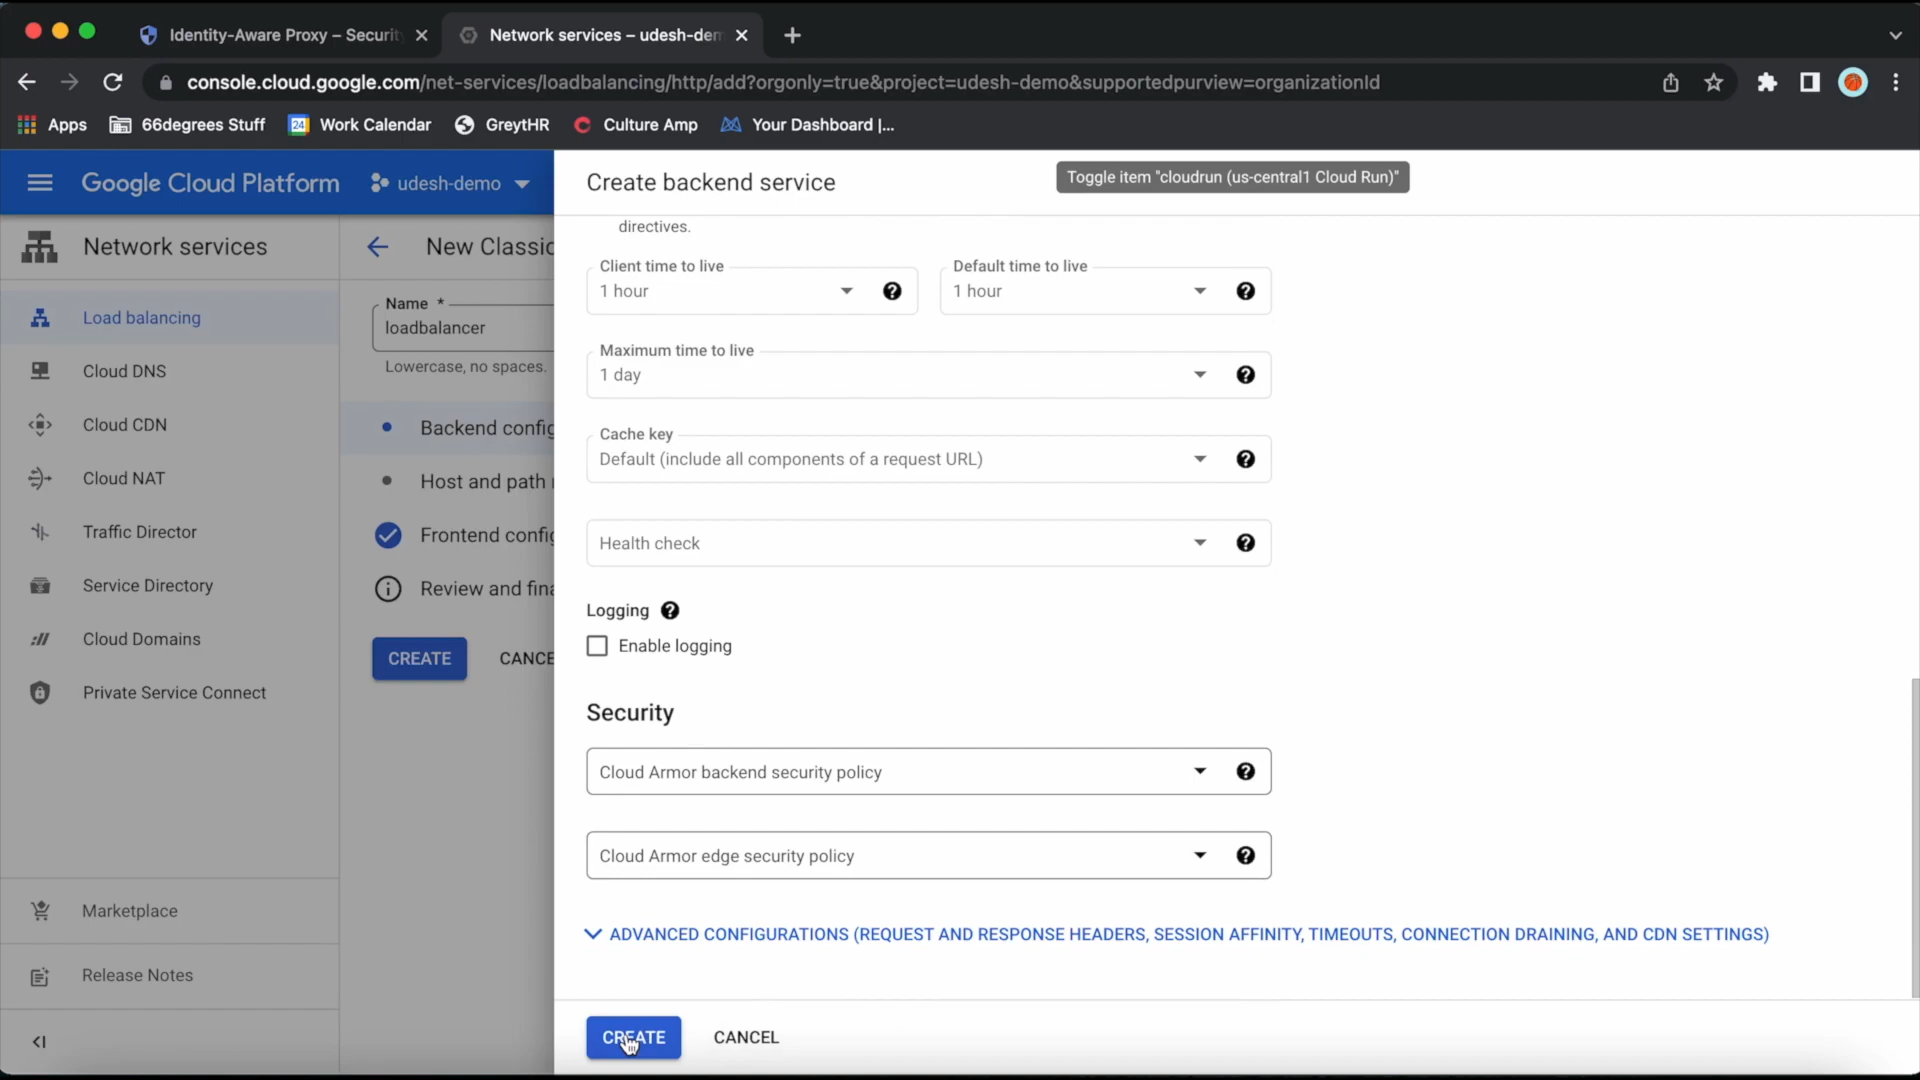 Identity-Aware Proxy – Security
Network services – udesh-dem
console.cloud.google.com/net-services/loadbalancing/http/add?orgonly=true&project=udesh-demo&supportedpurview=organizationId
Apps
66degrees Stuff
24
Work Calendar
GreytHR
Culture Amp
Your Dashboard |...
Google Cloud Platform
udesh-demo
Create backend service
Toggle item "cloudrun (us-central1 Cloud Run)"
Network services
New Classic
directives.
Load balancing
Cloud DNS
Cloud CDN
Cloud NAT
Traffic Director
Service Directory
Cloud Domains
Private Service Connect
Marketplace
Release Notes
Name *
loadbalancer
Lowercase, no spaces.
Backend config
Host and path
Frontend config
Review and fina
CREATE
CANCE
Client time to live
1 hour
Default time to live
1 hour
Maximum time to live
1 day
Cache key
Default (include all components of a request URL)
Health check
Logging
Enable logging
Security
Cloud Armor backend security policy
Cloud Armor edge security policy
ADVANCED CONFIGURATIONS (REQUEST AND RESPONSE HEADERS, SESSION AFFINITY, TIMEOUTS, CONNECTION DRAINING, AND CDN SETTINGS)
CREATE
CANCEL